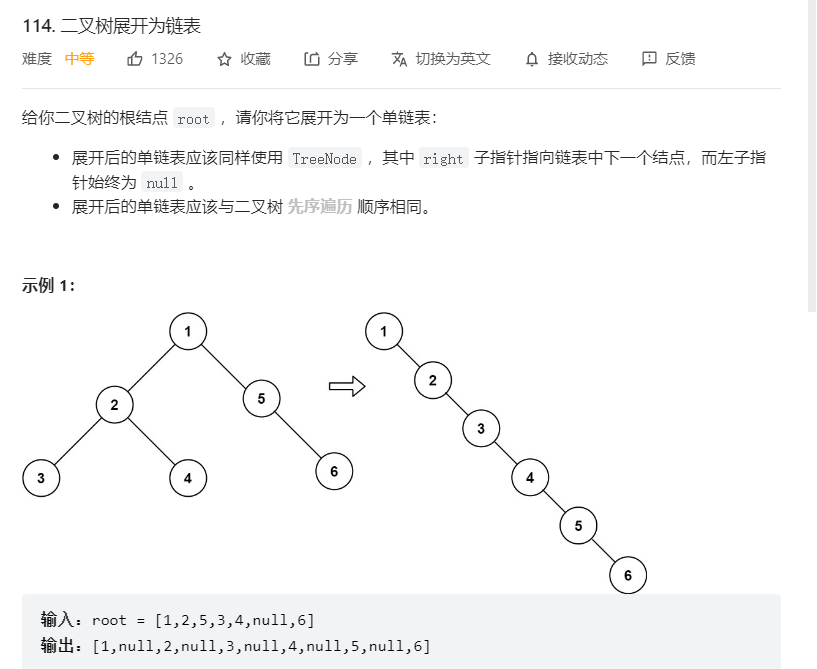 114. 二叉树展开为链表
难度 中等 1326 收藏 分享 切换为英文 接收动态 反馈
给你二叉树的根结点 root ，请你将它展开为一个单链表：
展开后的单链表应该同样使用 TreeNode ，其中 right 子指针指向链表中下一个结点，而左子指
针始终为 null 。
展开后的单链表应该与二叉树 先序遍历 顺序相同。
示例 1：
1 1
2 5 2
3 4 6 3
4
5
6
输入：root = [1,2,5,3,4,null,6]
输出：[1,null,2,null,3,null,4,null,5,null,6]